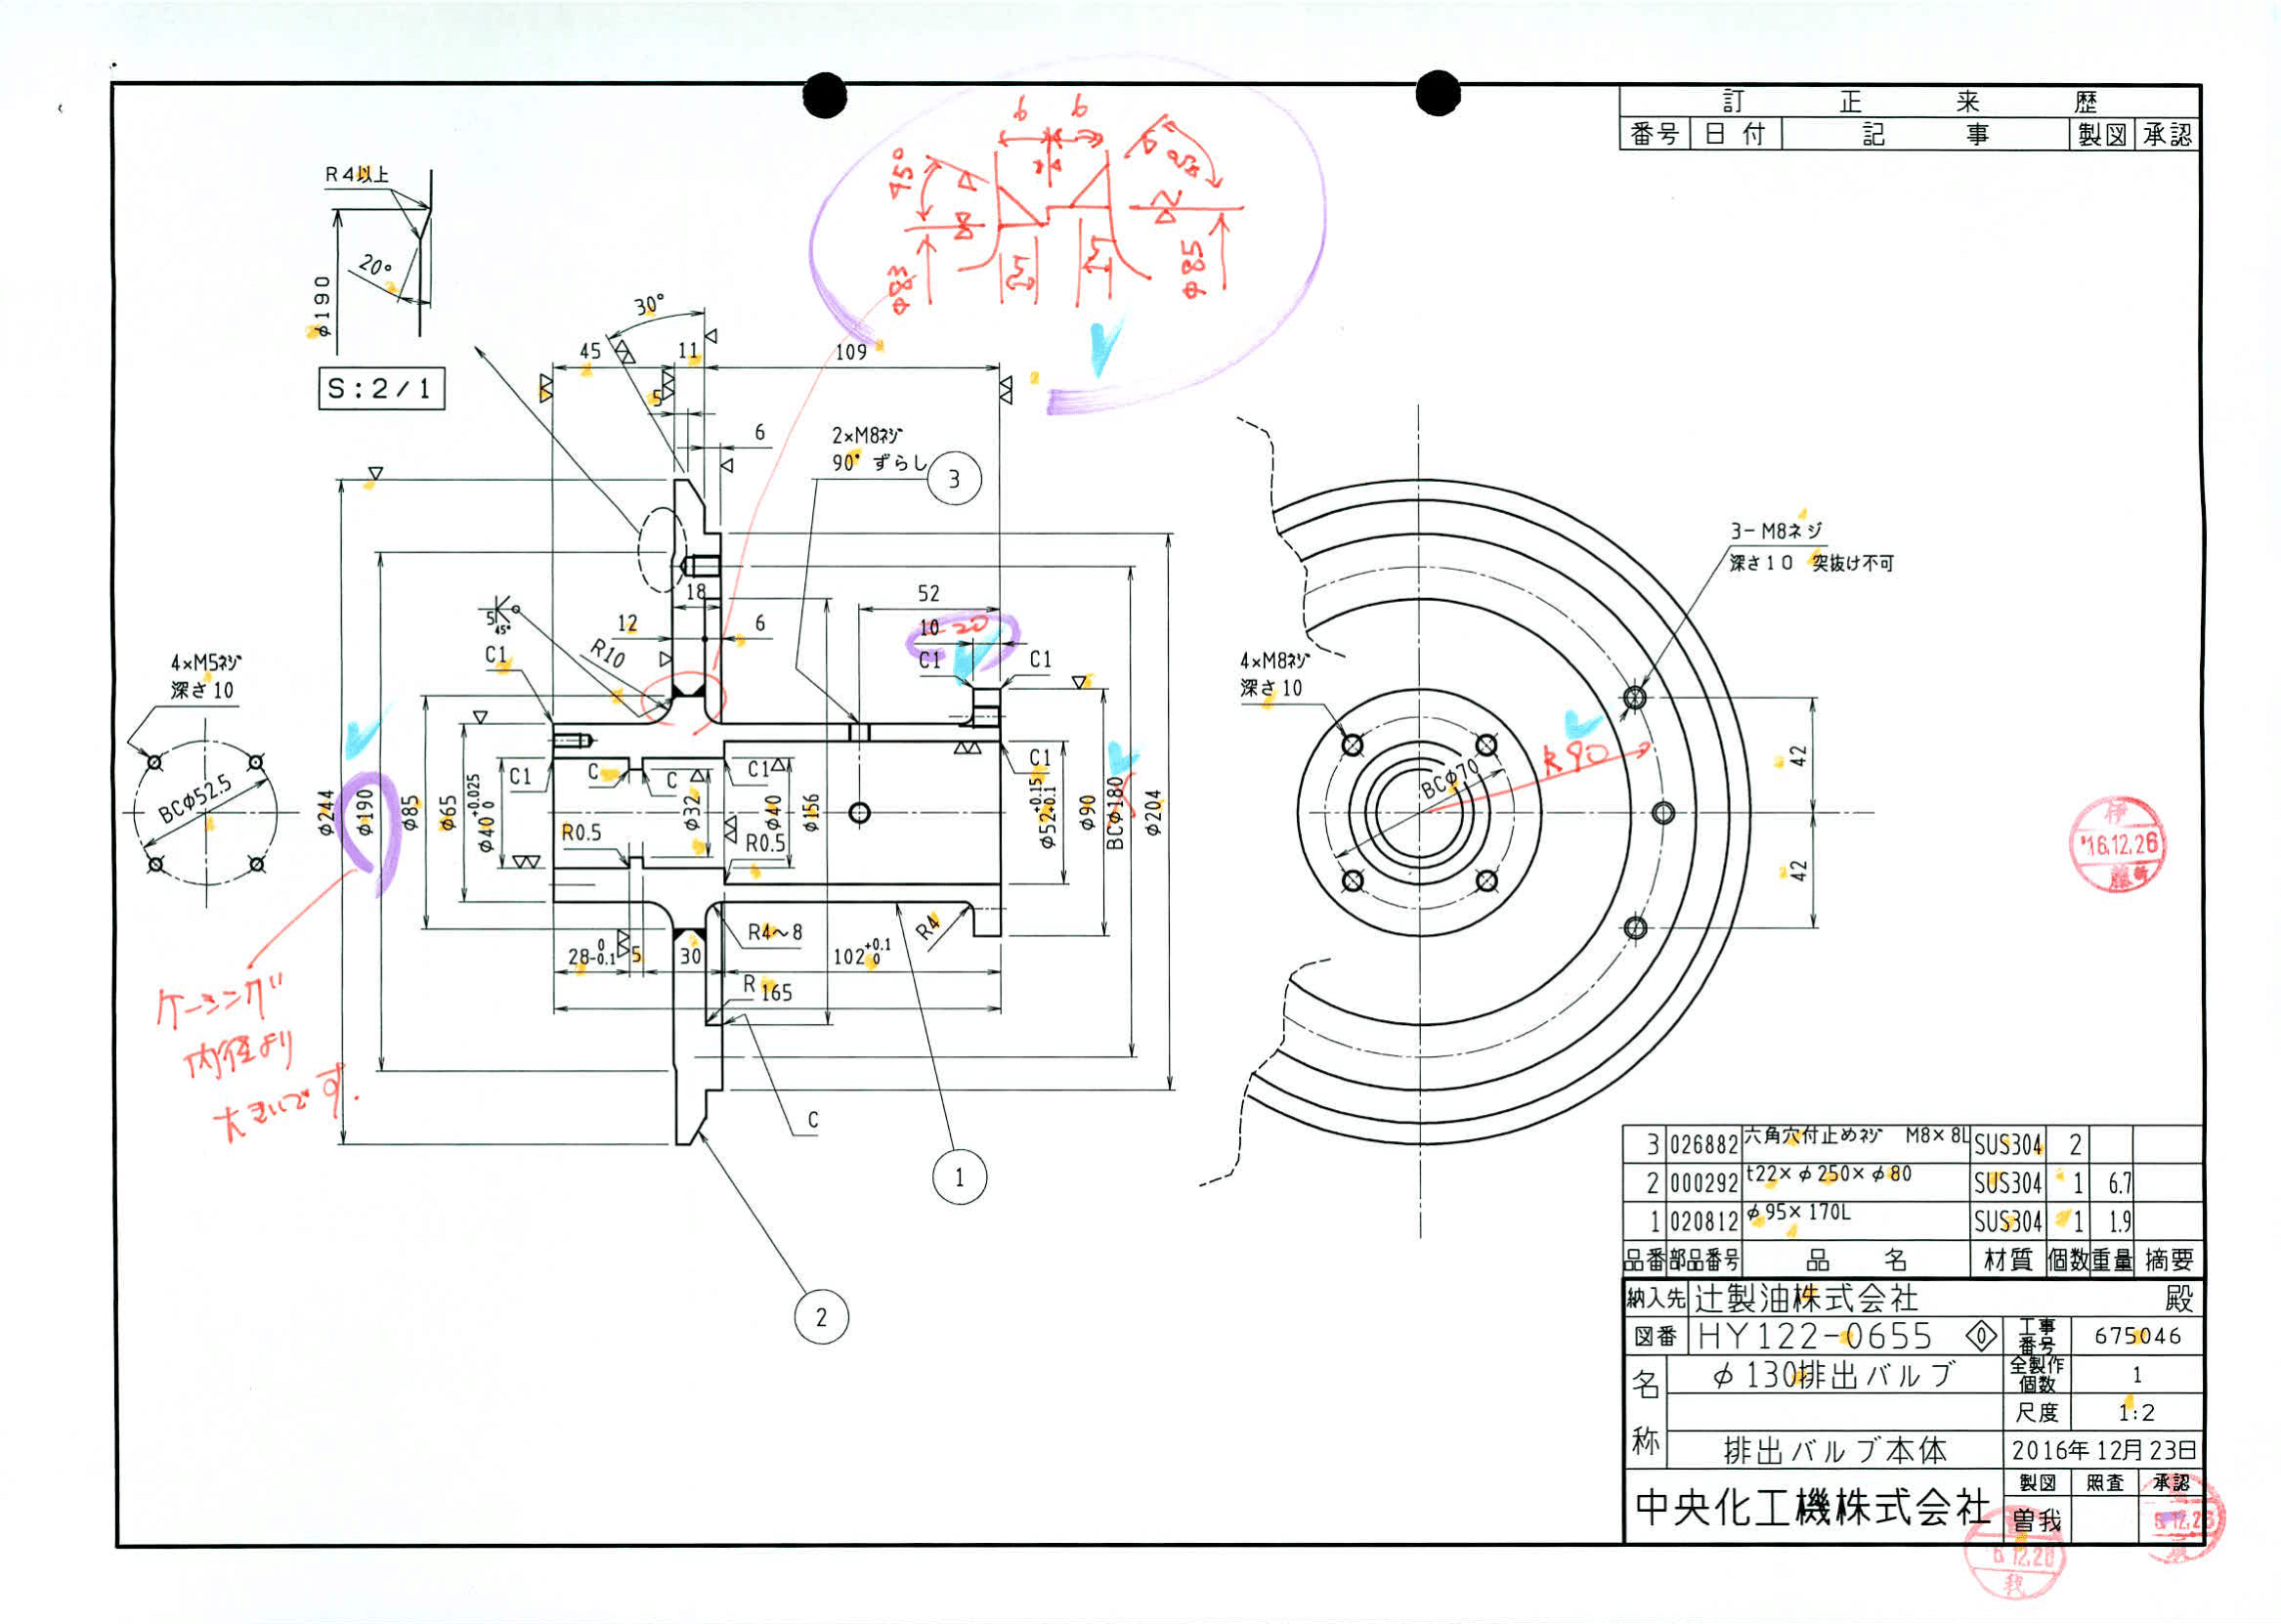 訂正来歴
番号 日付 記事 製図 承認
R4以上
20°
φ190
S:2/1
6 6
45°
φ83
φ85
30°
45 11 109
5
6
2×M8ネジ
90° ずらし
3
18
12
6
52
10 20
5
45°
R10
C1
C1
C1
4×M5ネジ
深さ10
BCφ52.5
φ244
φ190
φ85
φ65
φ40 +0.025 0
C1
C
C
C1
φ32
φ40
φ156
R0.5
R0.5
C1
φ52 +0.15 +0.1
φ90
BCφ180
φ204
28 0 -0.1
5
30
R4~8
102 +0.1 0
R4
R
165
C
1
2
ケーシング
内径より
大きいです.
3-M8ネジ
深さ10 突抜け不可
4×M8ネジ
深さ10
BCφ70
R90
42
42
伊藤
'16.12.26
3 026882 六角穴付止めネジ M8×8L SUS304 2
2 000292 t22×φ250×φ80 SUS304 1 6.7
1 020812 φ95×170L SUS304 1 1.9
品番 部品番号 品名 材質 個数 重量 摘要
納入先 辻製油株式会社 殿
図番 HY122-0655 0 工事番号 675046
名称 φ130排出バルブ 全製作個数 1
尺度 1:2
排出バルブ本体 2016年12月23日
中央化工機株式会社 製図 照査 承認
曽我